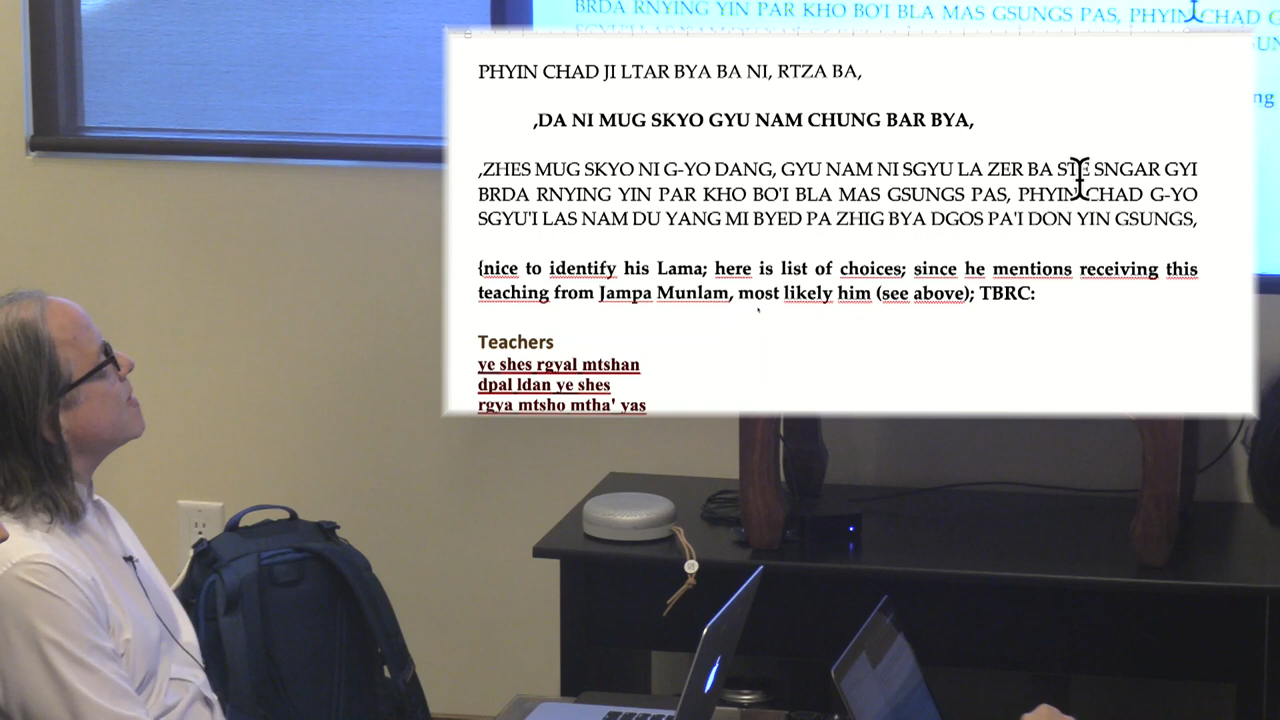 BRDA RNYING YIN PAR KHO BO'I BLA MAS GSUNGS PAS, PHYIN CHAD G
PHYIN CHAD JI LTAR BYA BA NI, RTZA BA,
,DA NI MUG SKYO GYU NAM CHUNG BAR BYA,
,ZHES MUG SKYO NI G-YO DANG, GYU NAM NI SGYU LA ZER BA STE SNGAR GYI
BRDA RNYING YIN PAR KHO BO'I BLA MAS GSUNGS PAS, PHYIN CHAD G-YO
SGYU'I LAS NAM DU YANG MI BYED PA ZHIG BYA DGOS PA'I DON YIN GSUNGS,
{nice to identify his Lama; here is list of choices; since he mentions receiving this
teaching from Jampa Munlam, most likely him (see above); TBRC:
Teachers
ye shes rgyal mtshan
dpal ldan ye shes
rgya mtsho mtha' yas